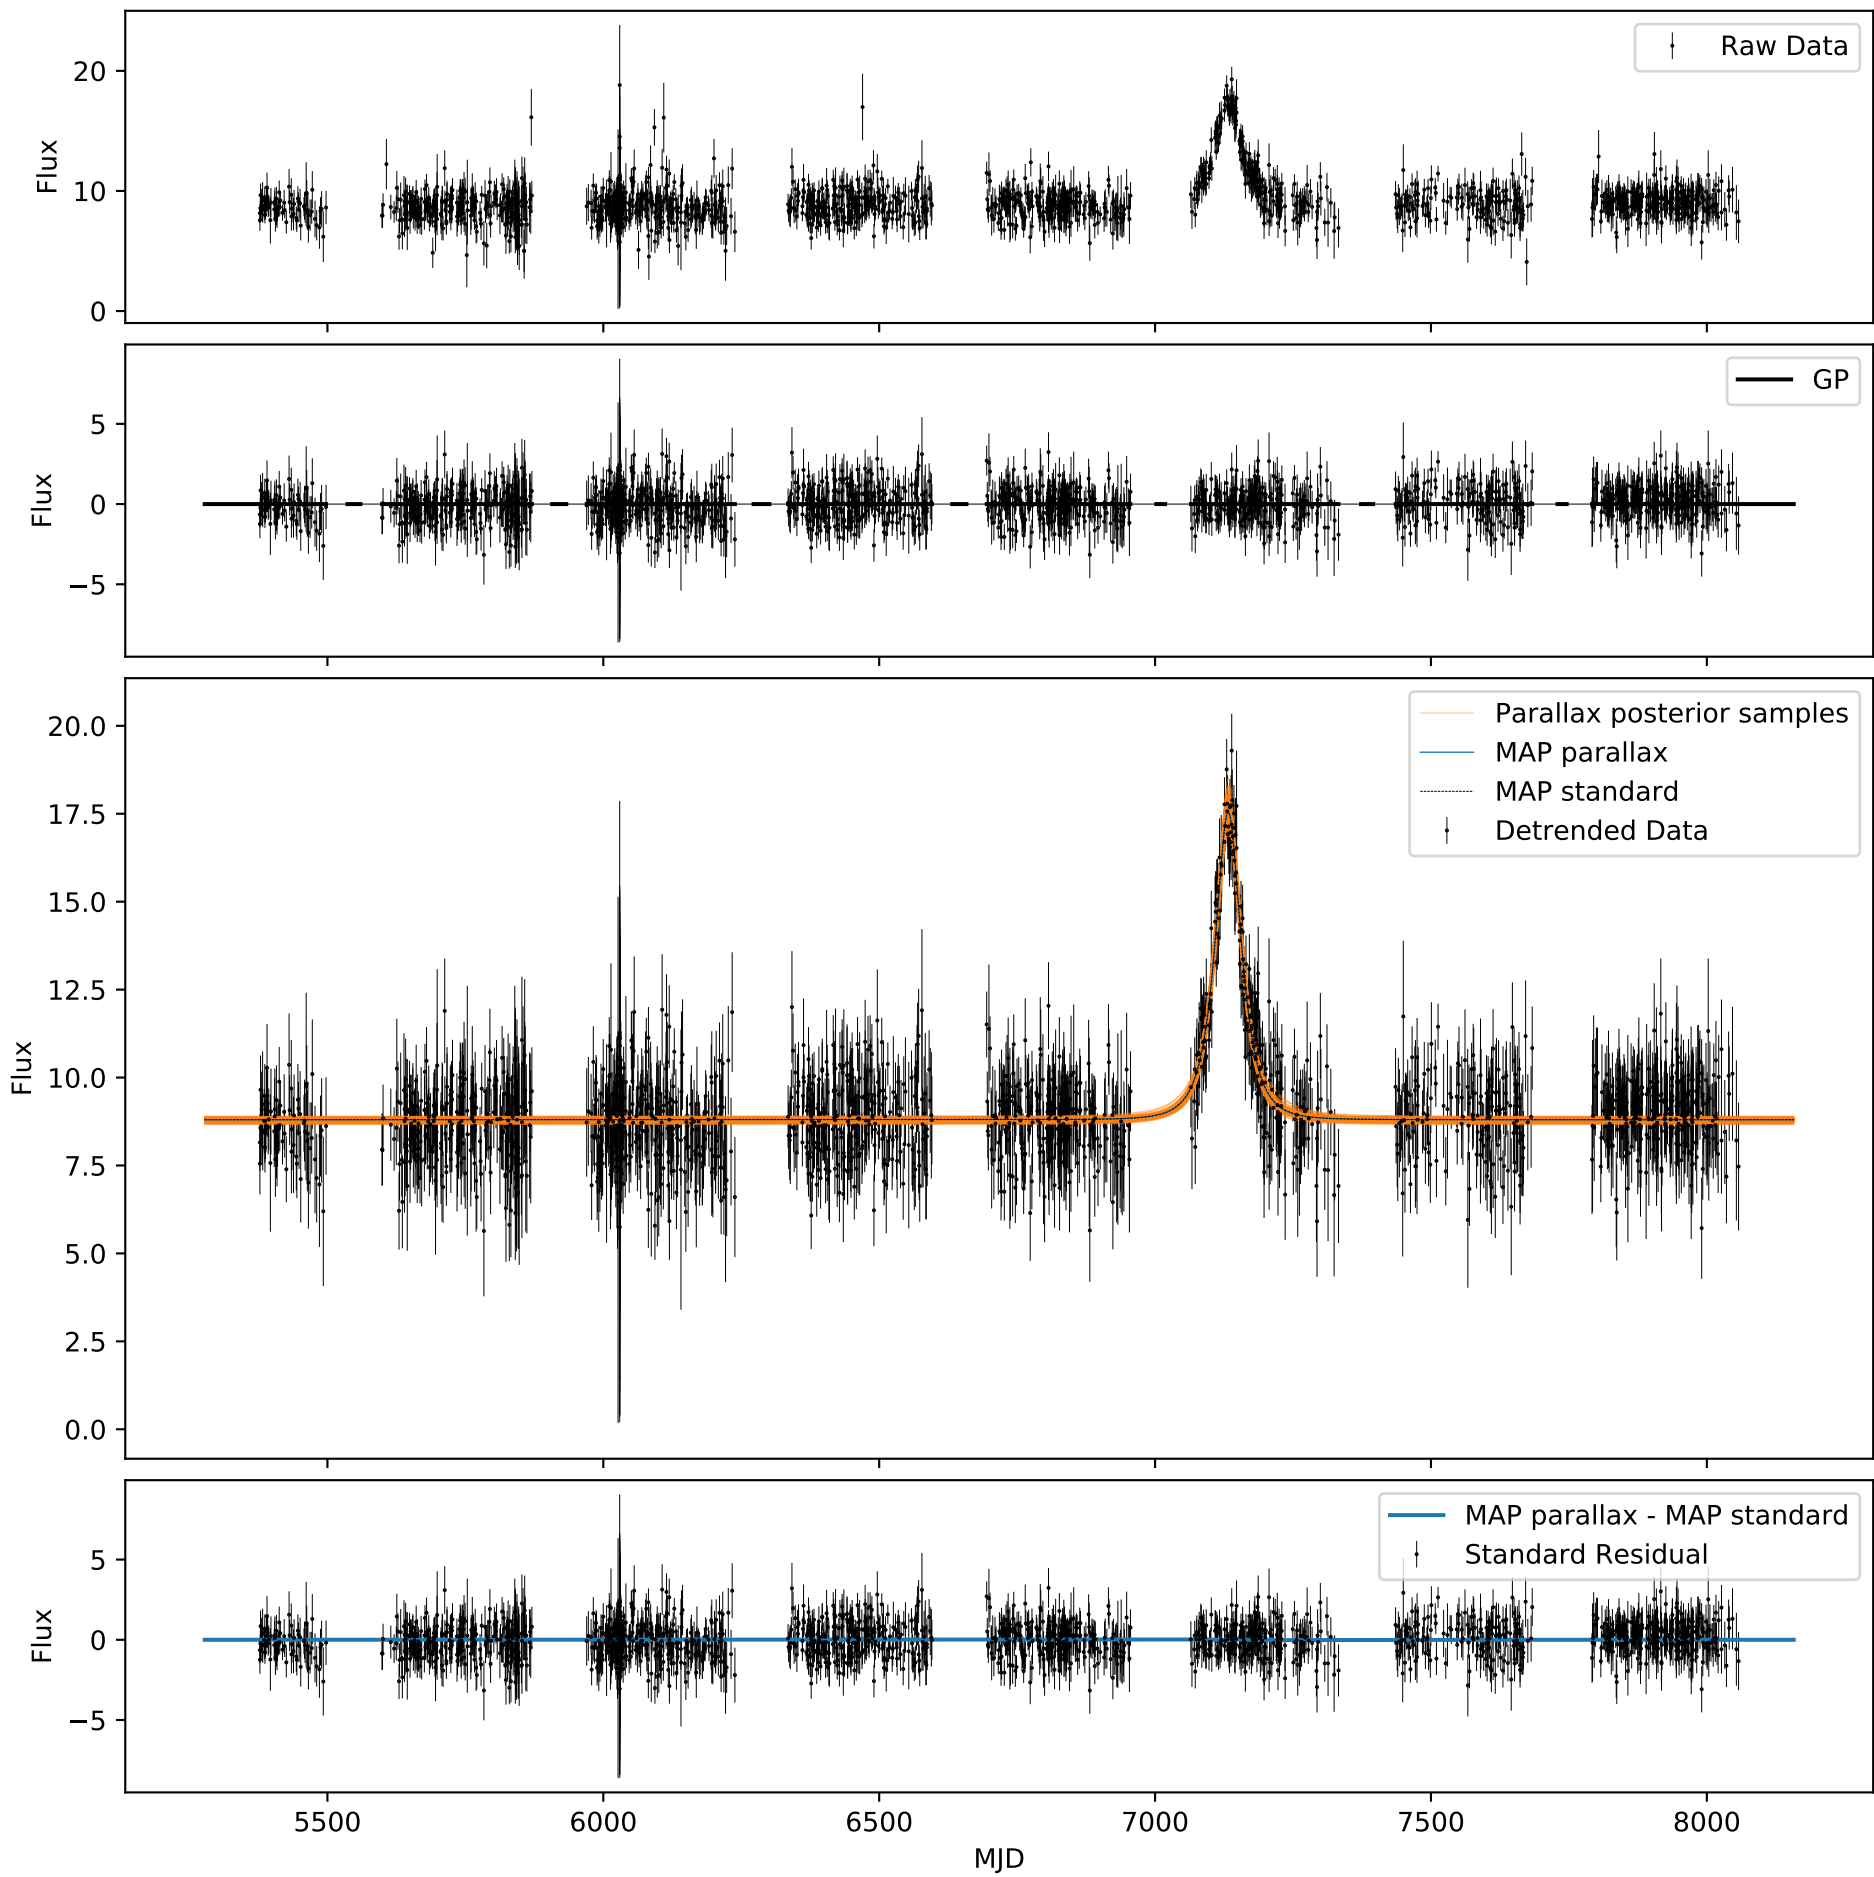 20
10
0
Flux
Raw Data
5
0
−5
Flux
GP
20.0
17.5
15.0
12.5
10.0
7.5
5.0
2.5
0.0
Flux
Parallax posterior samples
MAP parallax
MAP standard
Detrended Data
5
0
−5
Flux
MAP parallax - MAP standard
Standard Residual
5500
6000
6500
7000
7500
8000
MJD